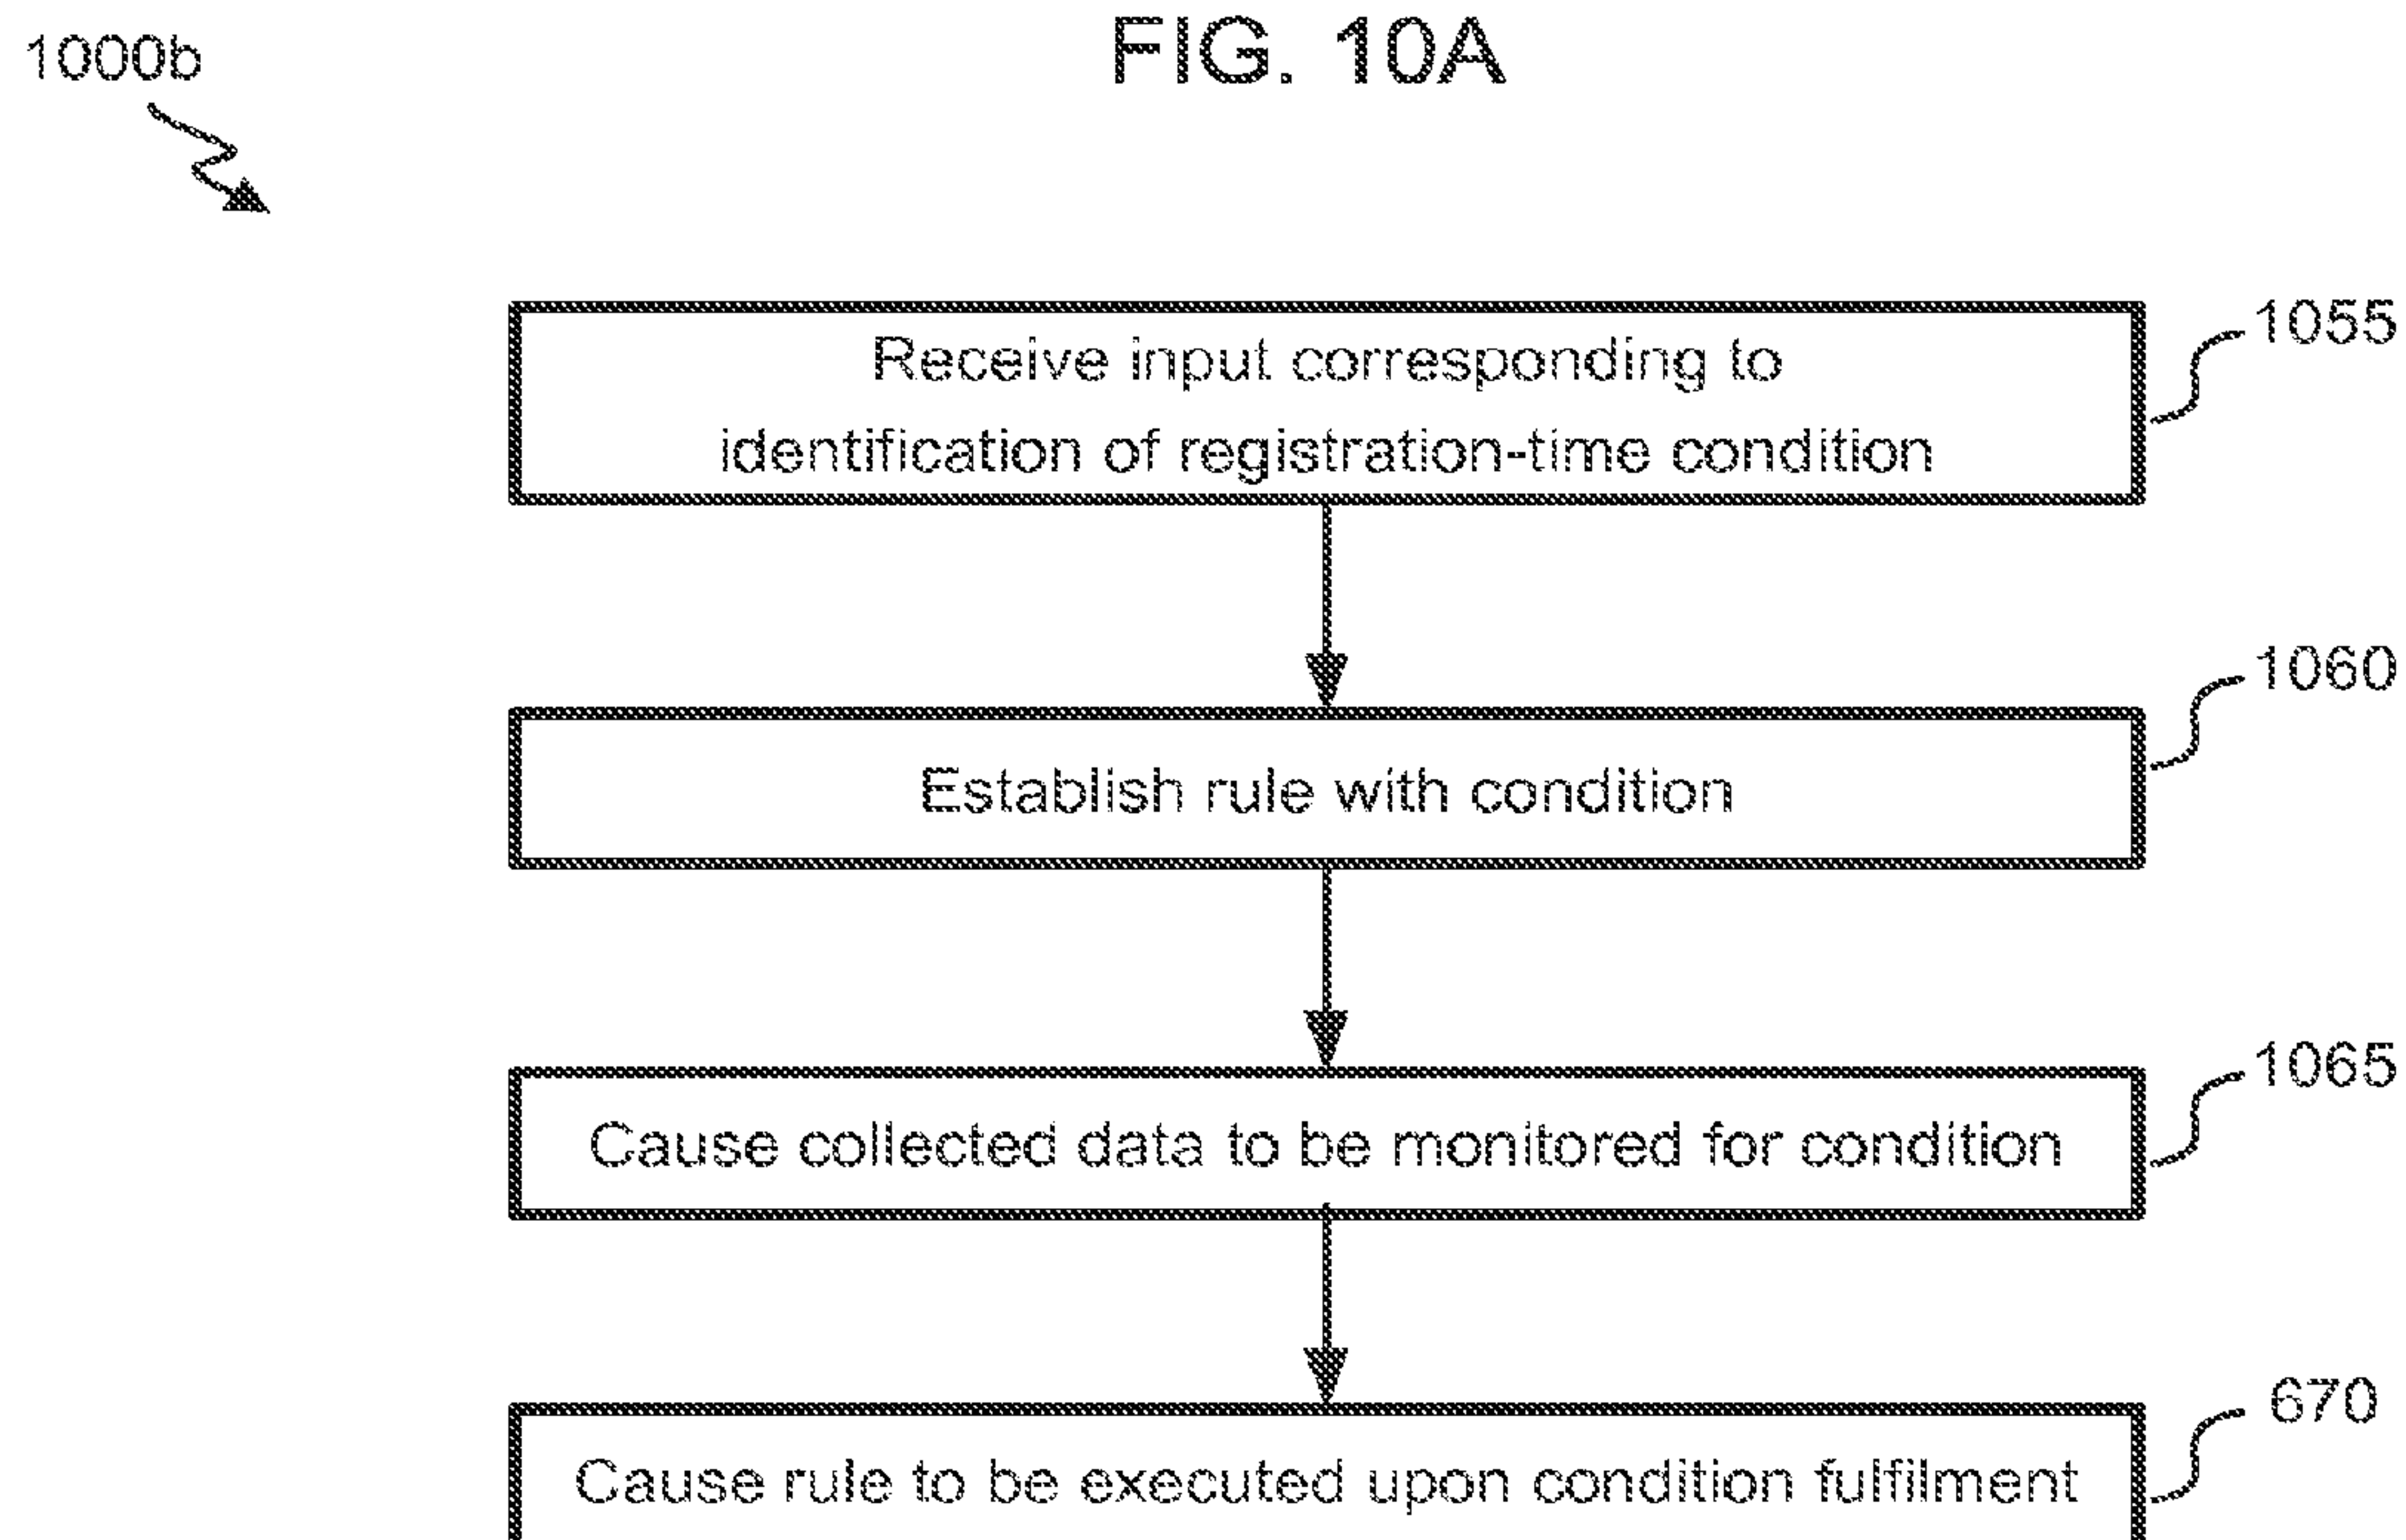 FIG. 10A
1000b
Receive input corresponding to
identification of registration-time condition
1055
Establish rule with condition
1060
Cause collected data to be monitored for condition
1065
Cause rule to be executed upon condition fulfilment
670